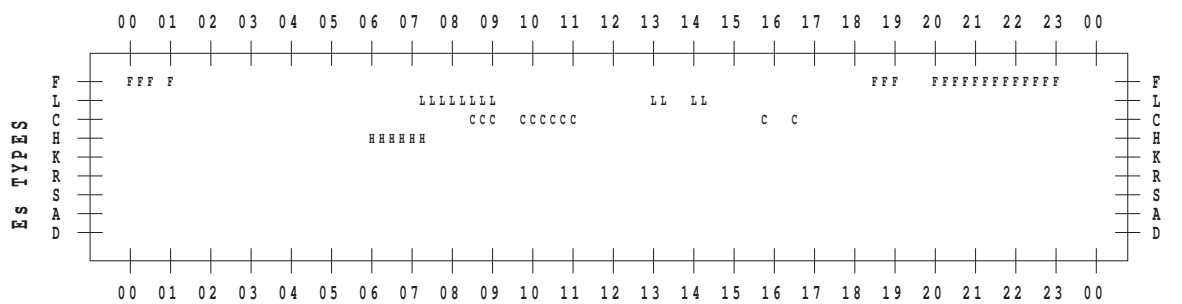 00 01 02 03 04 05 06 07 08 09 10 11 12 13 14 15 16 17 18 19 20 21 22 23 00
F FFF F FFF FFFFFFFFFFFFF F
L LLLLLLLL LL LL L
C CCC CCCCCC C C C
H HHHHHH H
K K
R R
S S
A A
D D
Es TYPES
00 01 02 03 04 05 06 07 08 09 10 11 12 13 14 15 16 17 18 19 20 21 22 23 00